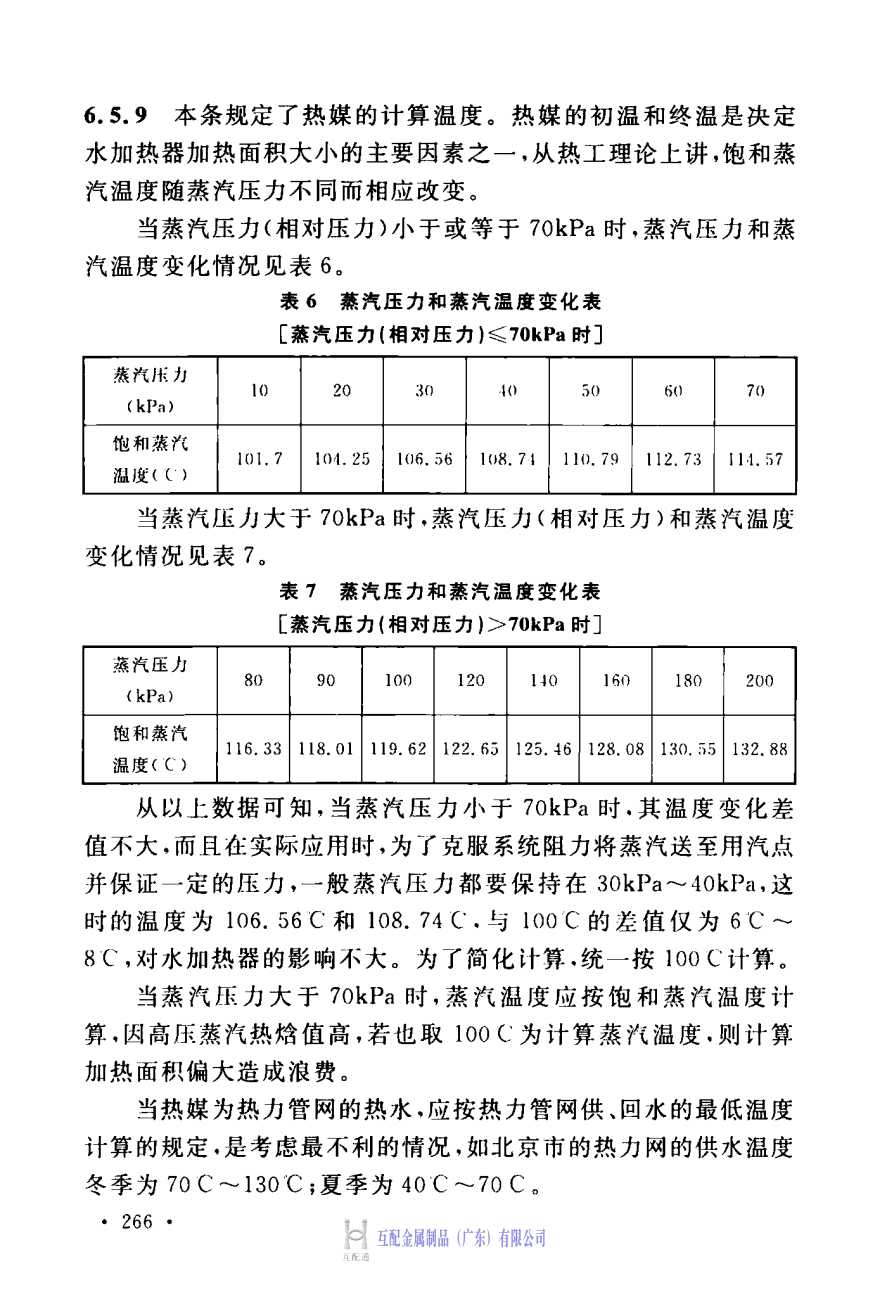 6.5.9　本条规定了热媒的计算温度。热媒的初温和终温是决定
水加热器加热面积大小的主要因素之一,从热工理论上讲,饱和蒸
汽温度随蒸汽压力不同而相应改变。
当蒸汽压力(相对压力)小于或等于 70kPa 时,蒸汽压力和蒸
汽温度变化情况见表 6。
表 6　蒸汽压力和蒸汽温度变化表
[蒸汽压力(相对压力)≤70kPa 时]
蒸汽压力
(kPa)
10 20 30 40 50 60 70
饱和蒸汽
温度(℃)
101.7 104.25 106.56 108.74 110.79 112.73 114.57
当蒸汽压力大于 70kPa 时,蒸汽压力(相对压力)和蒸汽温度
变化情况见表 7。
表 7　蒸汽压力和蒸汽温度变化表
[蒸汽压力(相对压力)>70kPa 时]
蒸汽压力
(kPa)
80 90 100 120 140 160 180 200
饱和蒸汽
温度(℃)
116.33 118.01 119.62 122.65 125.46 128.08 130.55 132.88
从以上数据可知,当蒸汽压力小于 70kPa 时,其温度变化差
值不大,而且在实际应用时,为了克服系统阻力将蒸汽送至用汽点
并保证一定的压力,一般蒸汽压力都要保持在 30kPa~40kPa,这
时的温度为 106.56℃和 108.74℃,与 100℃的差值仅为 6℃~
8℃,对水加热器的影响不大。为了简化计算,统一按 100℃计算。
当蒸汽压力大于 70kPa 时,蒸汽温度应按饱和蒸汽温度计
算,因高压蒸汽热焓值高,若也取 100℃为计算蒸汽温度,则计算
加热面积偏大造成浪费。
当热媒为热力管网的热水,应按热力管网供、回水的最低温度
计算的规定,是考虑最不利的情况,如北京市的热力网的供水温度
冬季为 70℃~130℃;夏季为 40℃~70℃。
· 266 ·
互配通
互配金属制品(广东)有限公司